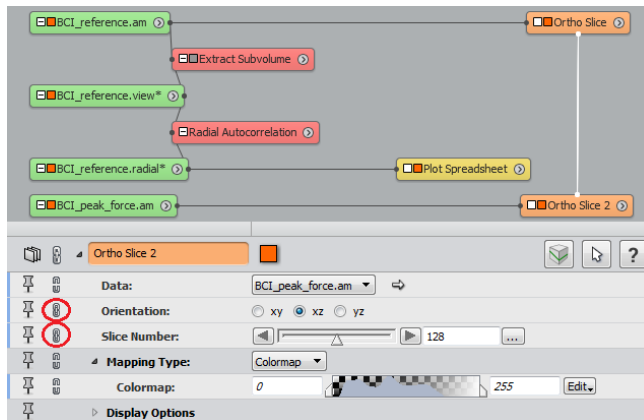 BCI_reference.am
Ortho Slice
Extract Subvolume
BCI_reference.view*
Radial Autocorrelation
BCI_reference.radial*
Plot Spreadsheet
BCI_peak_force.am
Ortho Slice 2
Ortho Slice 2
?
Data: BCI_peak_force.am
Orientation: xy xz yz
Slice Number: 128 ...
Mapping Type: Colormap
Colormap: 0 255 Edit
Display Options